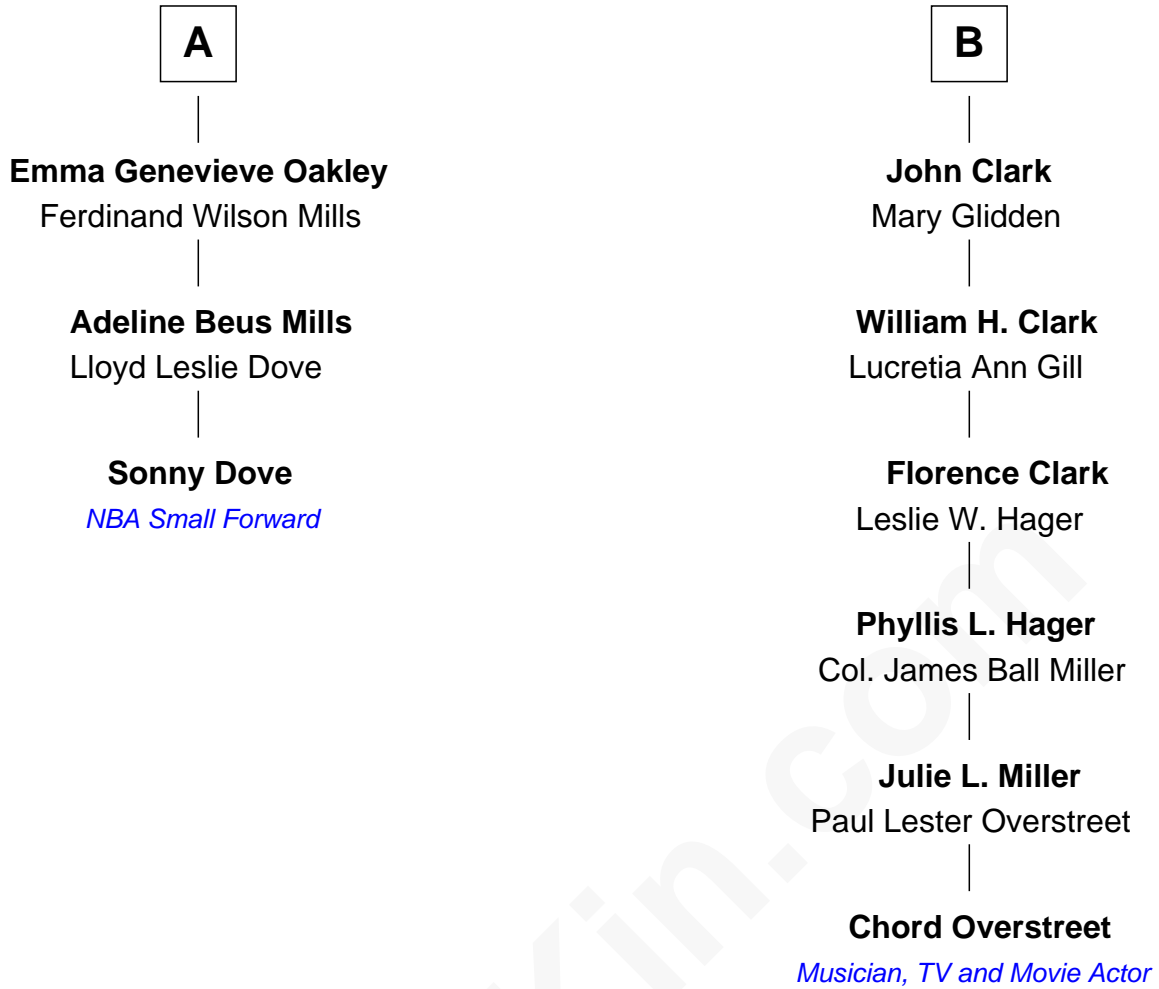 A
Emma Genevieve Oakley
Ferdinand Wilson Mills
Adeline Beus Mills
Lloyd Leslie Dove
Sonny Dove
NBA Small Forward
B
John Clark
Mary Glidden
William H. Clark
Lucretia Ann Gill
Florence Clark
Leslie W. Hager
Phyllis L. Hager
Col. James Ball Miller
Julie L. Miller
Paul Lester Overstreet
Chord Overstreet
Musician, TV and Movie Actor
Kin.com